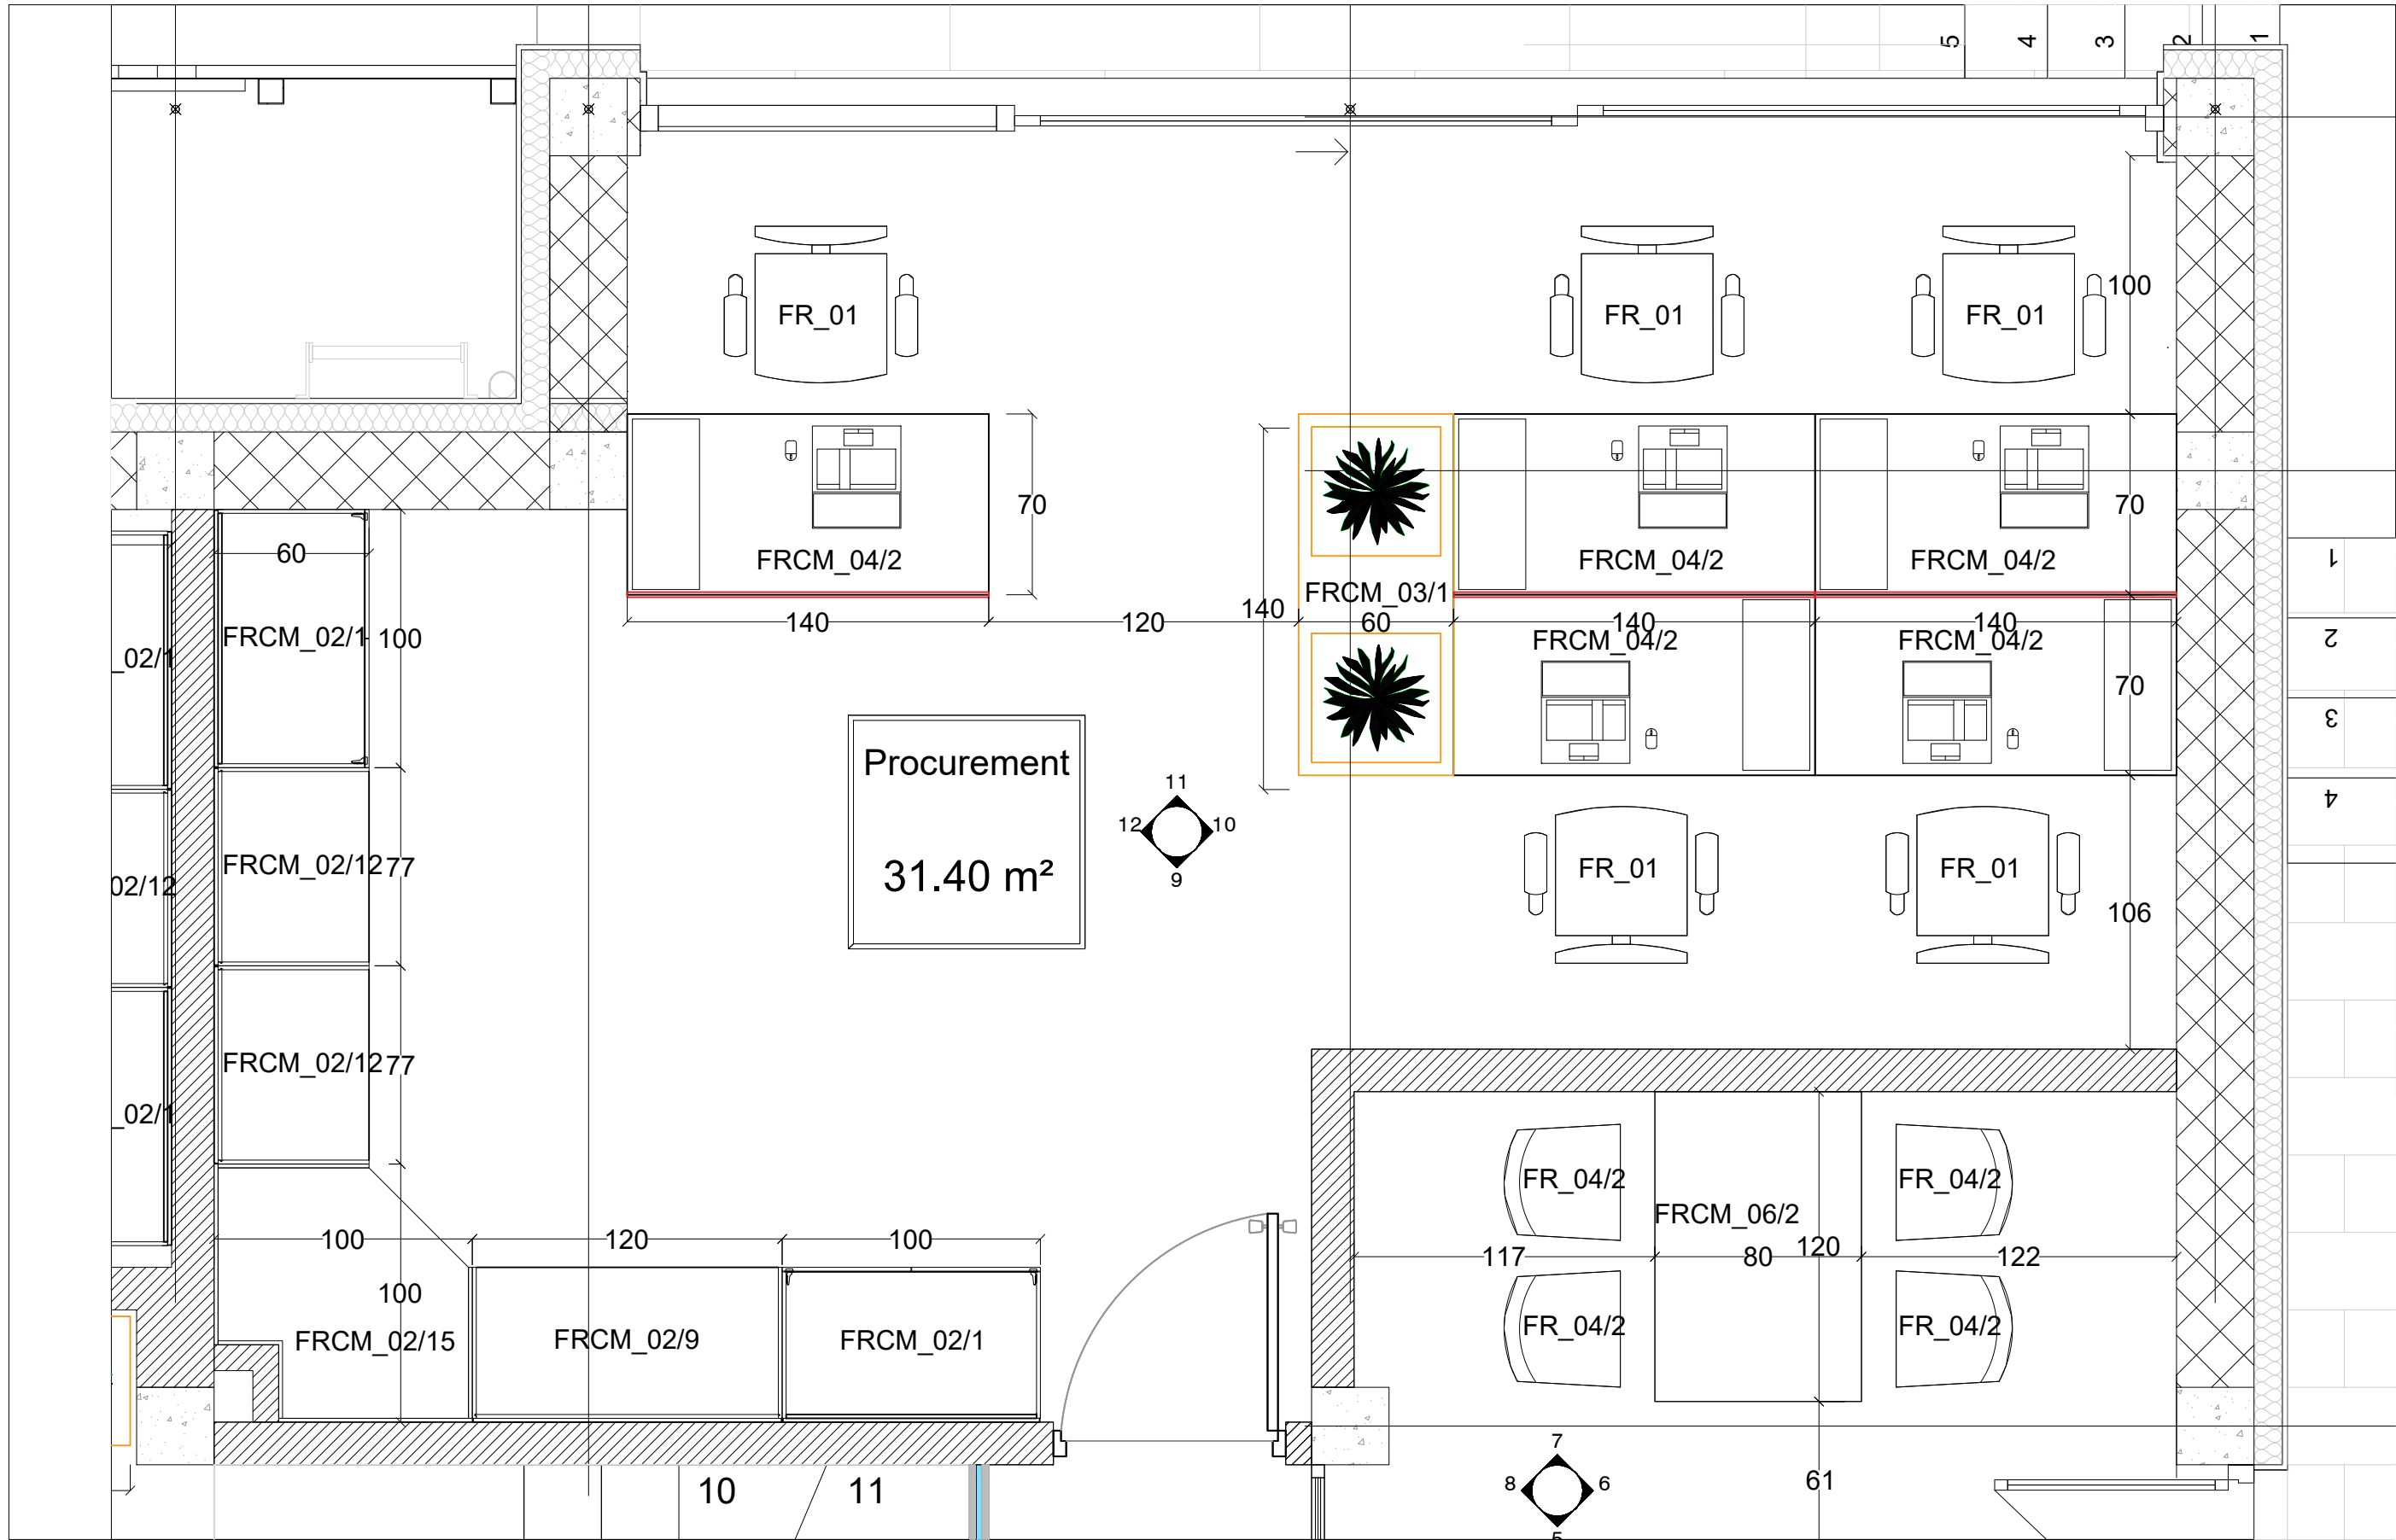 5 4 3 2 1
FR_01 FR_01 FR_01
100
70 70
60
FRCM_04/2 FRCM_04/2 FRCM_04/2
1
FRCM_03/1
140
140 120 60 140 140
FRCM_02/1 100
FRCM_04/2 FRCM_04/2
2
_02/1
70
3
Procurement
11
4
12 10
31.40 m²
9
FRCM_02/12 77
02/12
FR_01 FR_01
106
FRCM_02/12 77
_02/1
FR_04/2 FR_04/2
FRCM_06/2
100 120 100
117 80 120 122
100
FRCM_02/15 FRCM_02/9 FRCM_02/1
FR_04/2 FR_04/2
7
8 6
5
61
10 11